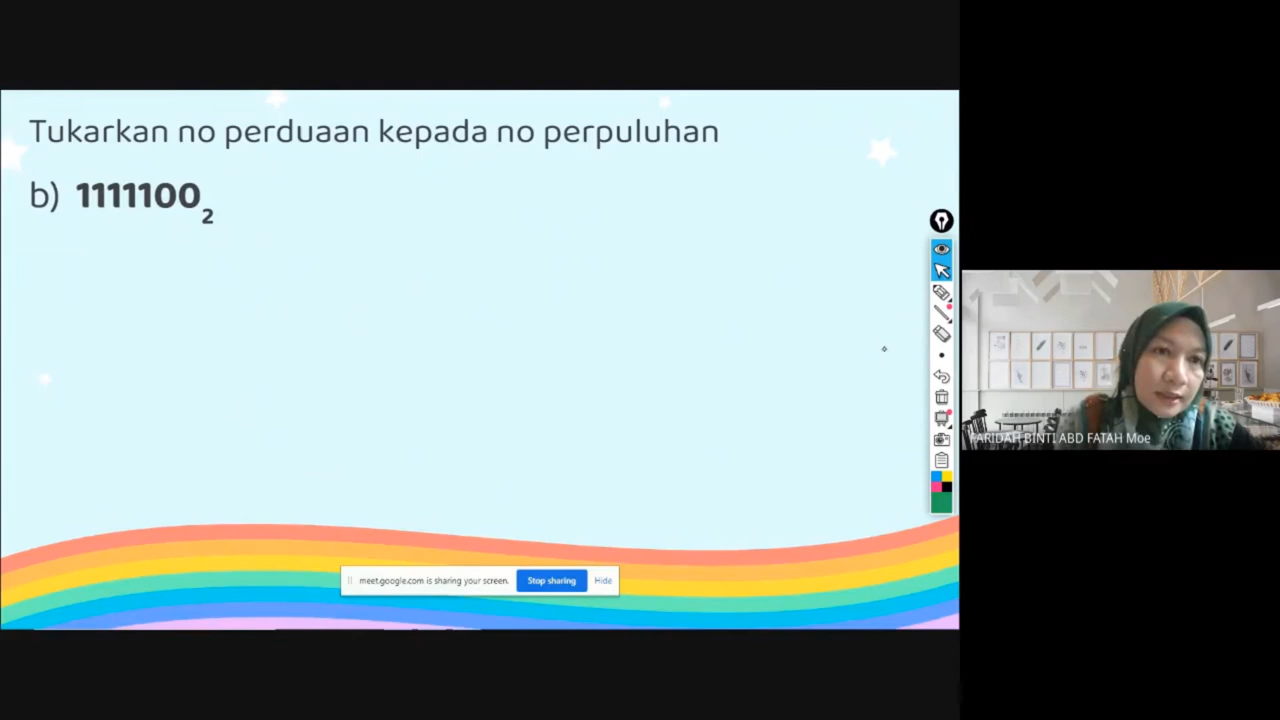 Tukarkan no perduaan kepada no perpuluhan
b) 1111100₂
meet.google.com is sharing your screen. Stop sharing Hide
FARIDAH BINTI ABD FATAH Moe